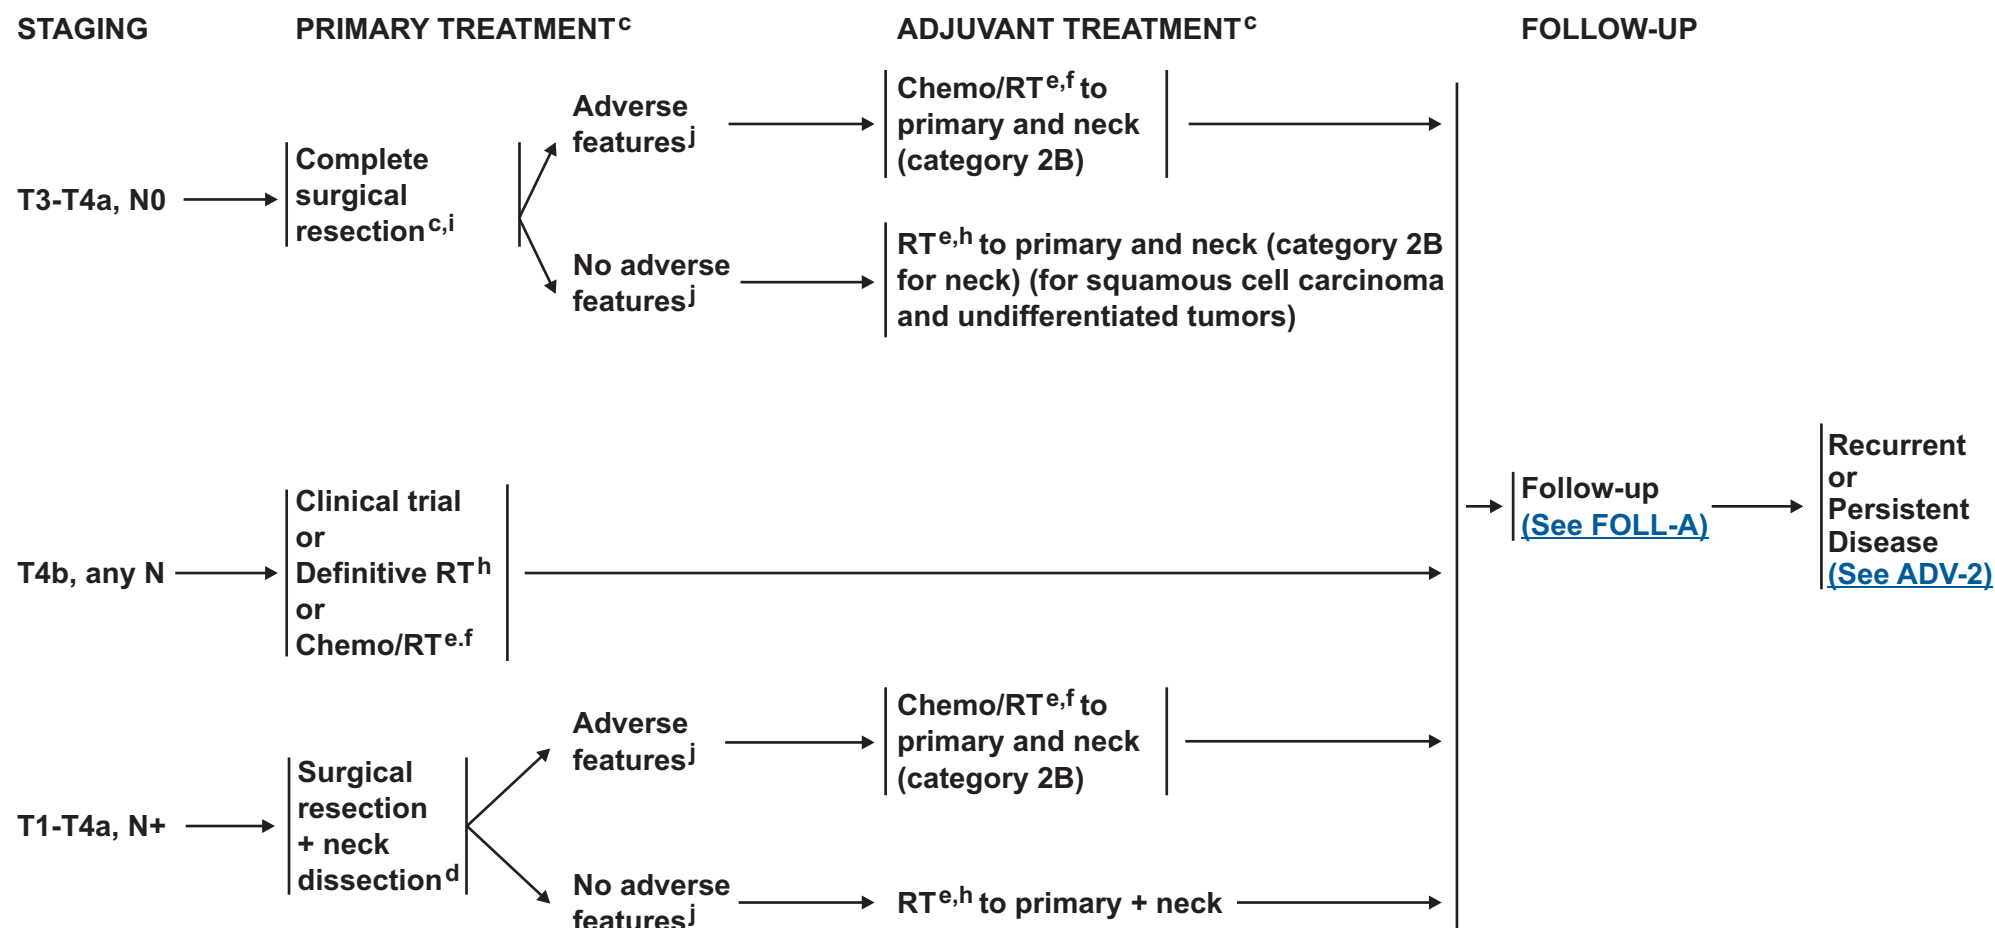 STAGING
PRIMARY TREATMENTc
ADJUVANT TREATMENTc
FOLLOW-UP
T3-T4a, N0
Complete
surgical
resectionc,i
Adverse
featuresj
Chemo/RTe,f to
primary and neck
(category 2B)
No adverse
featuresj
RTe,h to primary and neck (category 2B
for neck) (for squamous cell carcinoma
and undifferentiated tumors)
T4b, any N
Clinical trial
or
Definitive RTh
or
Chemo/RTe.f
T1-T4a, N+
Surgical
resection
+ neck
dissectiond
Adverse
featuresj
Chemo/RTe,f to
primary and neck
(category 2B)
No adverse
featuresj
RTe,h to primary + neck
Follow-up
(See FOLL-A)
Recurrent
or
Persistent
Disease
(See ADV-2)